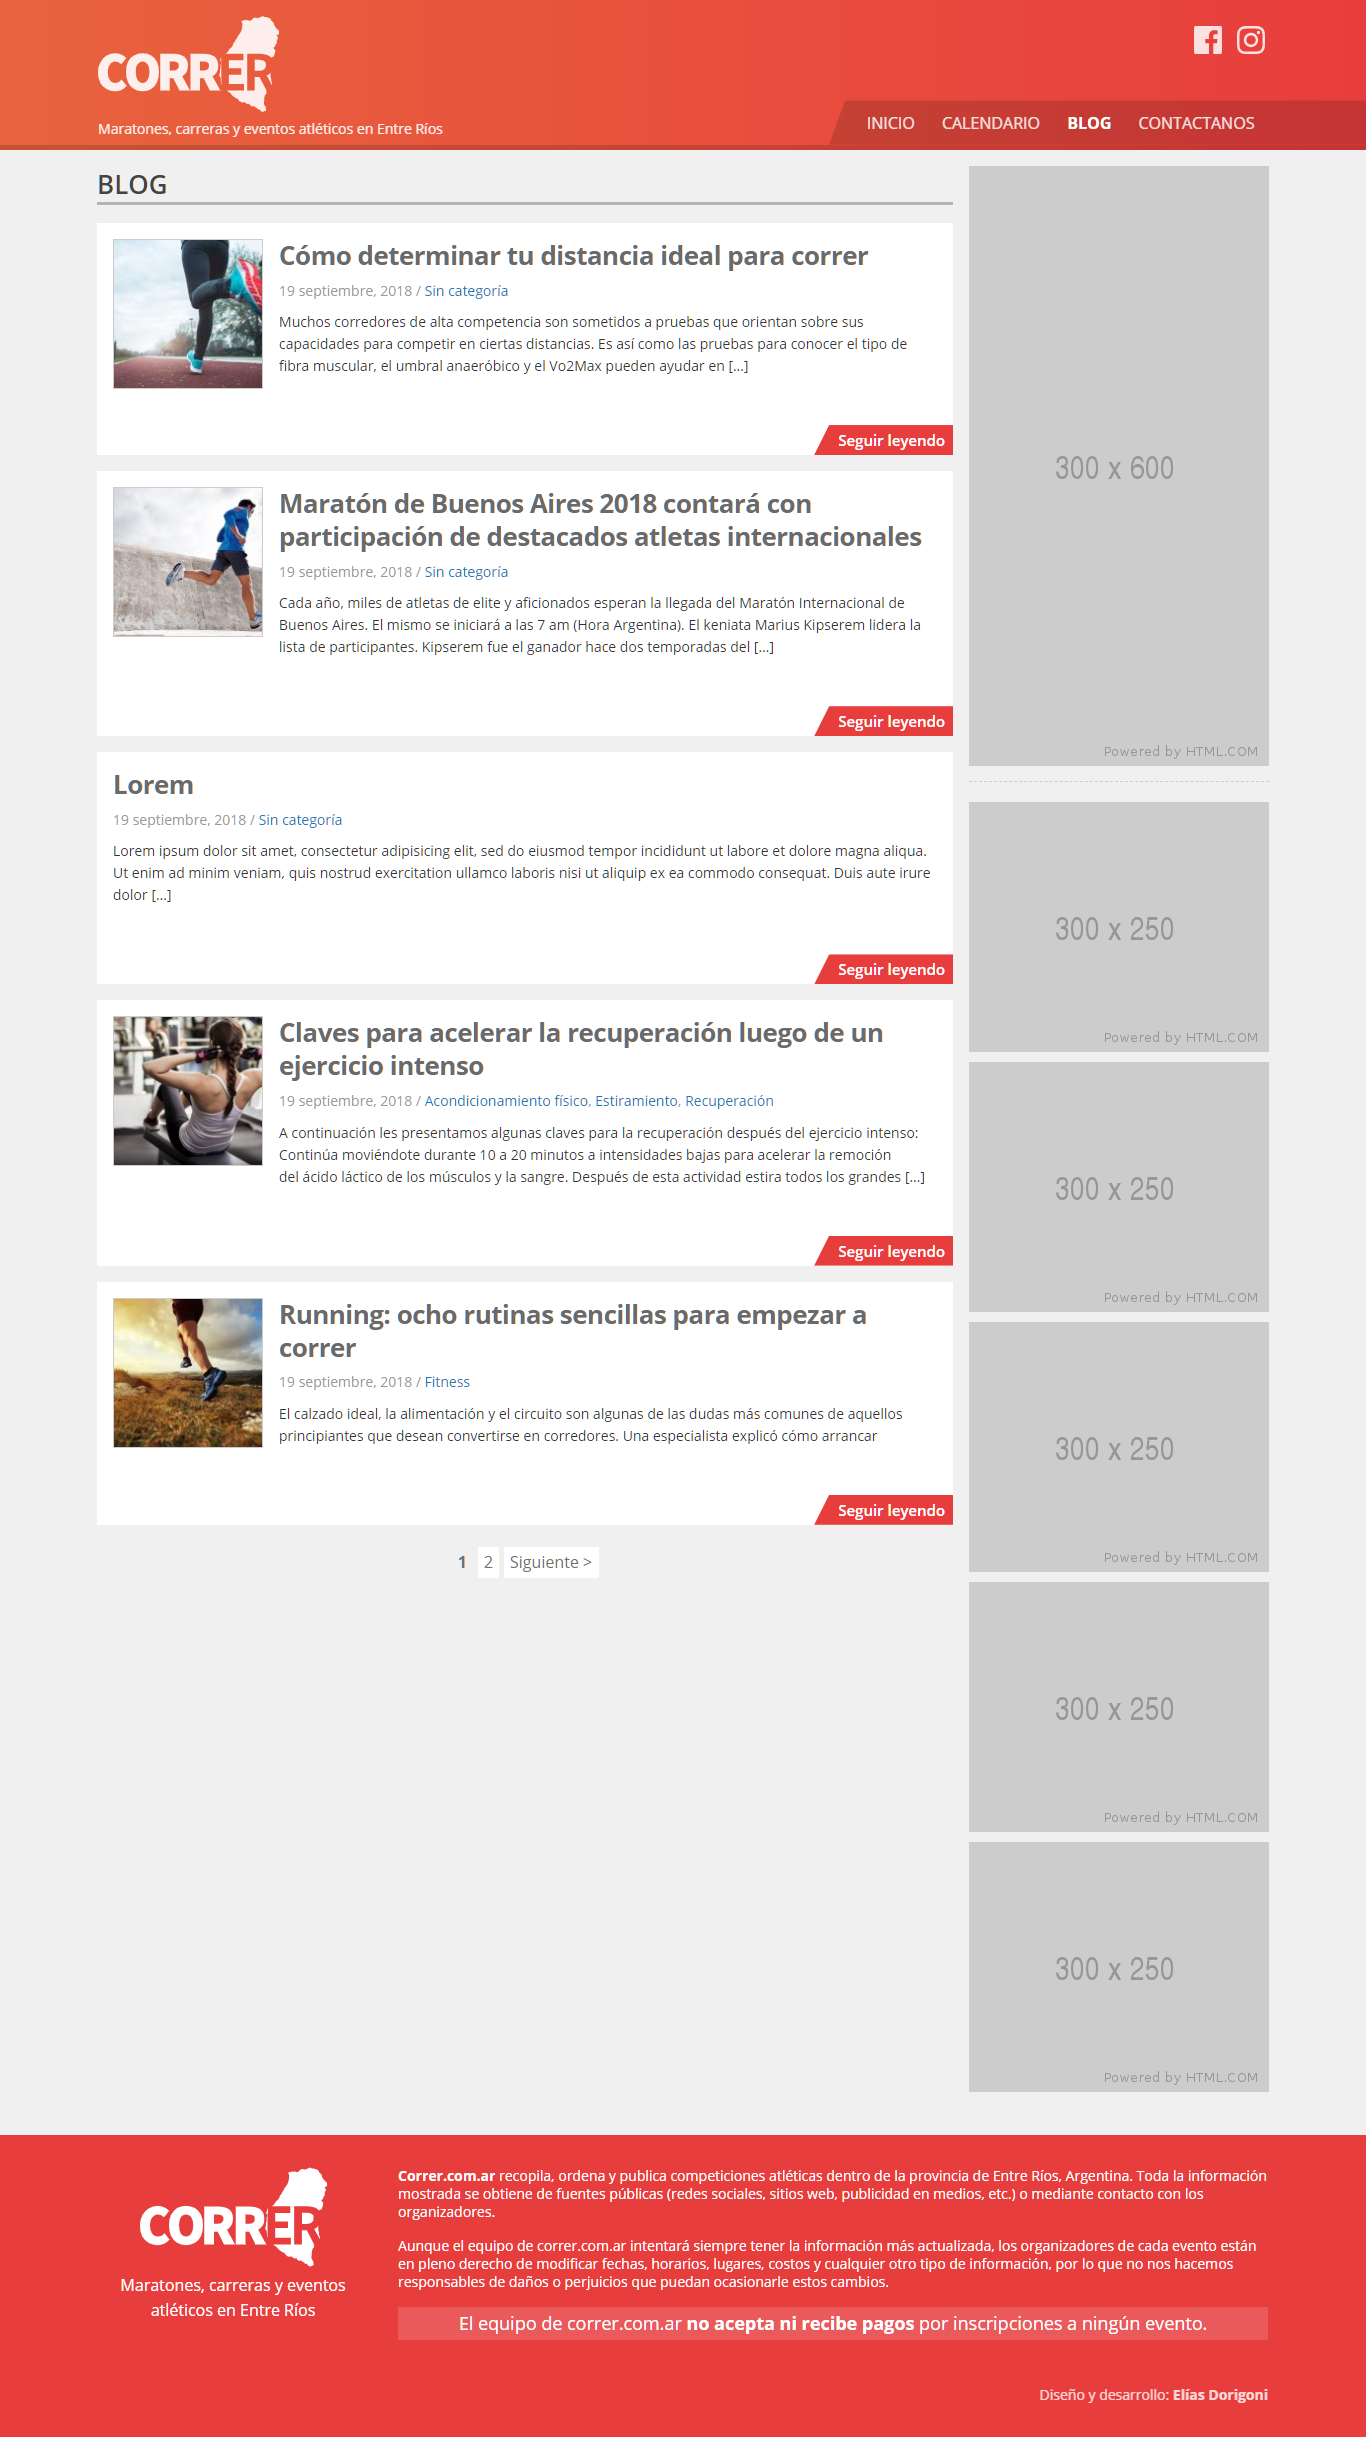 CORRER
Maratones, carreras y eventos atléticos en Entre Ríos
INICIO CALENDARIO BLOG CONTACTANOS
BLOG
Cómo determinar tu distancia ideal para correr
19 septiembre, 2018 / Sin categoría
Muchos corredores de alta competencia son sometidos a pruebas que orientan sobre sus
capacidades para competir en ciertas distancias. Es así como las pruebas para conocer el tipo de
fibra muscular, el umbral anaeróbico y el Vo2Max pueden ayudar en [...]
Seguir leyendo
Maratón de Buenos Aires 2018 contará con
participación de destacados atletas internacionales
19 septiembre, 2018 / Sin categoría
Cada año, miles de atletas de elite y aficionados esperan la llegada del Maratón Internacional de
Buenos Aires. El mismo se iniciará a las 7 am (Hora Argentina). El keniata Marius Kipserem lidera la
lista de participantes. Kipserem fue el ganador hace dos temporadas del [...]
Seguir leyendo
Lorem
19 septiembre, 2018 / Sin categoría
Lorem ipsum dolor sit amet, consectetur adipisicing elit, sed do eiusmod tempor incididunt ut labore et dolore magna aliqua.
Ut enim ad minim veniam, quis nostrud exercitation ullamco laboris nisi ut aliquip ex ea commodo consequat. Duis aute irure
dolor [...]
Seguir leyendo
Claves para acelerar la recuperación luego de un
ejercicio intenso
19 septiembre, 2018 / Acondicionamiento físico, Estiramiento, Recuperación
A continuación les presentamos algunas claves para la recuperación después del ejercicio intenso:
Continúa moviéndote durante 10 a 20 minutos a intensidades bajas para acelerar la remoción
del ácido láctico de los músculos y la sangre. Después de esta actividad estira todos los grandes [...]
Seguir leyendo
Running: ocho rutinas sencillas para empezar a
correr
19 septiembre, 2018 / Fitness
El calzado ideal, la alimentación y el circuito son algunas de las dudas más comunes de aquellos
principiantes que desean convertirse en corredores. Una especialista explicó cómo arrancar
Seguir leyendo
1 2 Siguiente >
300 x 600
Powered by HTML.COM
300 x 250
Powered by HTML.COM
300 x 250
Powered by HTML.COM
300 x 250
Powered by HTML.COM
300 x 250
Powered by HTML.COM
300 x 250
Powered by HTML.COM
CORRER
Maratones, carreras y eventos
atléticos en Entre Ríos
Correr.com.ar recopila, ordena y publica competiciones atléticas dentro de la provincia de Entre Ríos, Argentina. Toda la información
mostrada se obtiene de fuentes públicas (redes sociales, sitios web, publicidad en medios, etc.) o mediante contacto con los
organizadores.
Aunque el equipo de correr.com.ar intentará siempre tener la información más actualizada, los organizadores de cada evento están
en pleno derecho de modificar fechas, horarios, lugares, costos y cualquier otro tipo de información, por lo que no nos hacemos
responsables de daños o perjuicios que puedan ocasionarle estos cambios.
El equipo de correr.com.ar no acepta ni recibe pagos por inscripciones a ningún evento.
Diseño y desarrollo: Elías Dorigoni